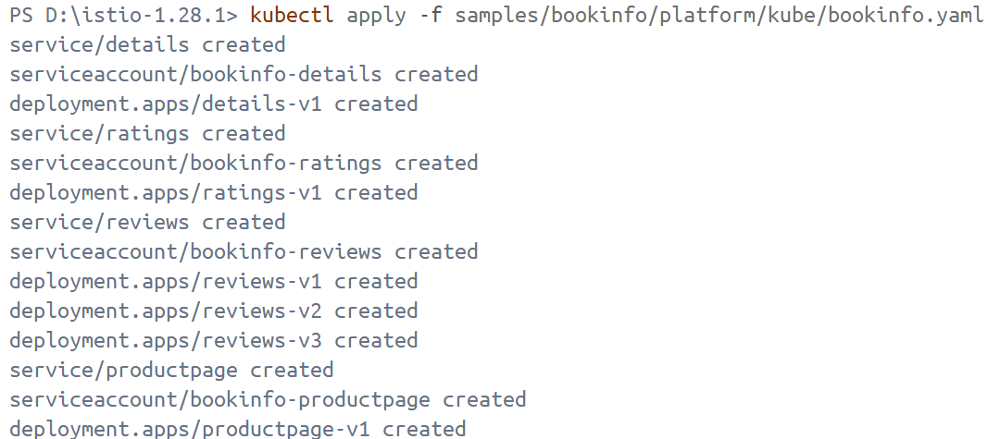 PS D:\istio-1.28.1> kubectl apply -f samples/bookinfo/platform/kube/bookinfo.yaml
service/details created
serviceaccount/bookinfo-details created
deployment.apps/details-v1 created
service/ratings created
serviceaccount/bookinfo-ratings created
deployment.apps/ratings-v1 created
service/reviews created
serviceaccount/bookinfo-reviews created
deployment.apps/reviews-v1 created
deployment.apps/reviews-v2 created
deployment.apps/reviews-v3 created
service/productpage created
serviceaccount/bookinfo-productpage created
deployment.apps/productpage-v1 created